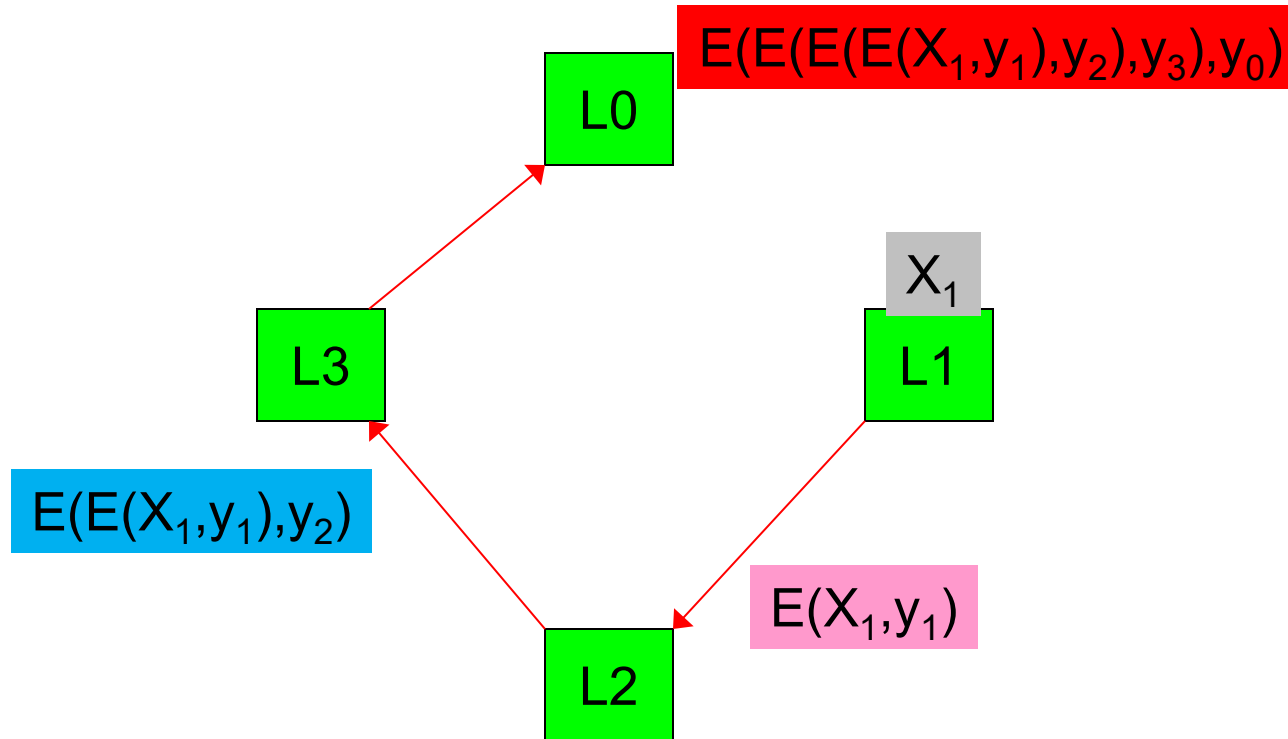 E(E(E(E(X₁,y₁),y₂),y₃),y₀)
L0
X₁
L3
L1
E(E(X₁,y₁),y₂)
E(X₁,y₁)
L2